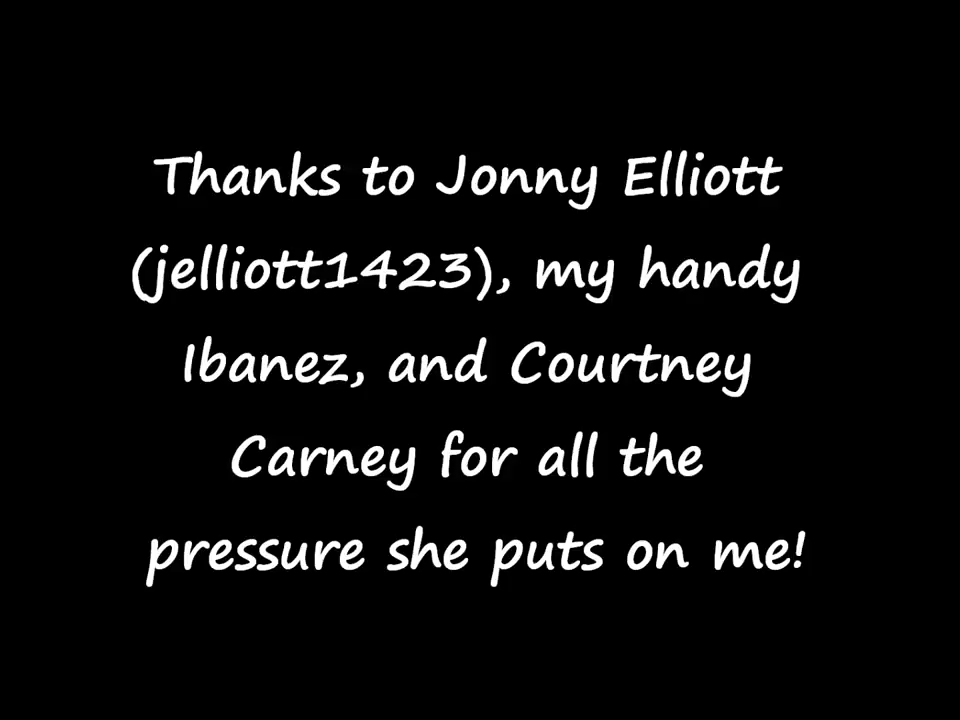 Thanks to Jonny Elliott
(jelliott1423), my handy
Ibanez, and Courtney
Carney for all the
pressure she puts on me!